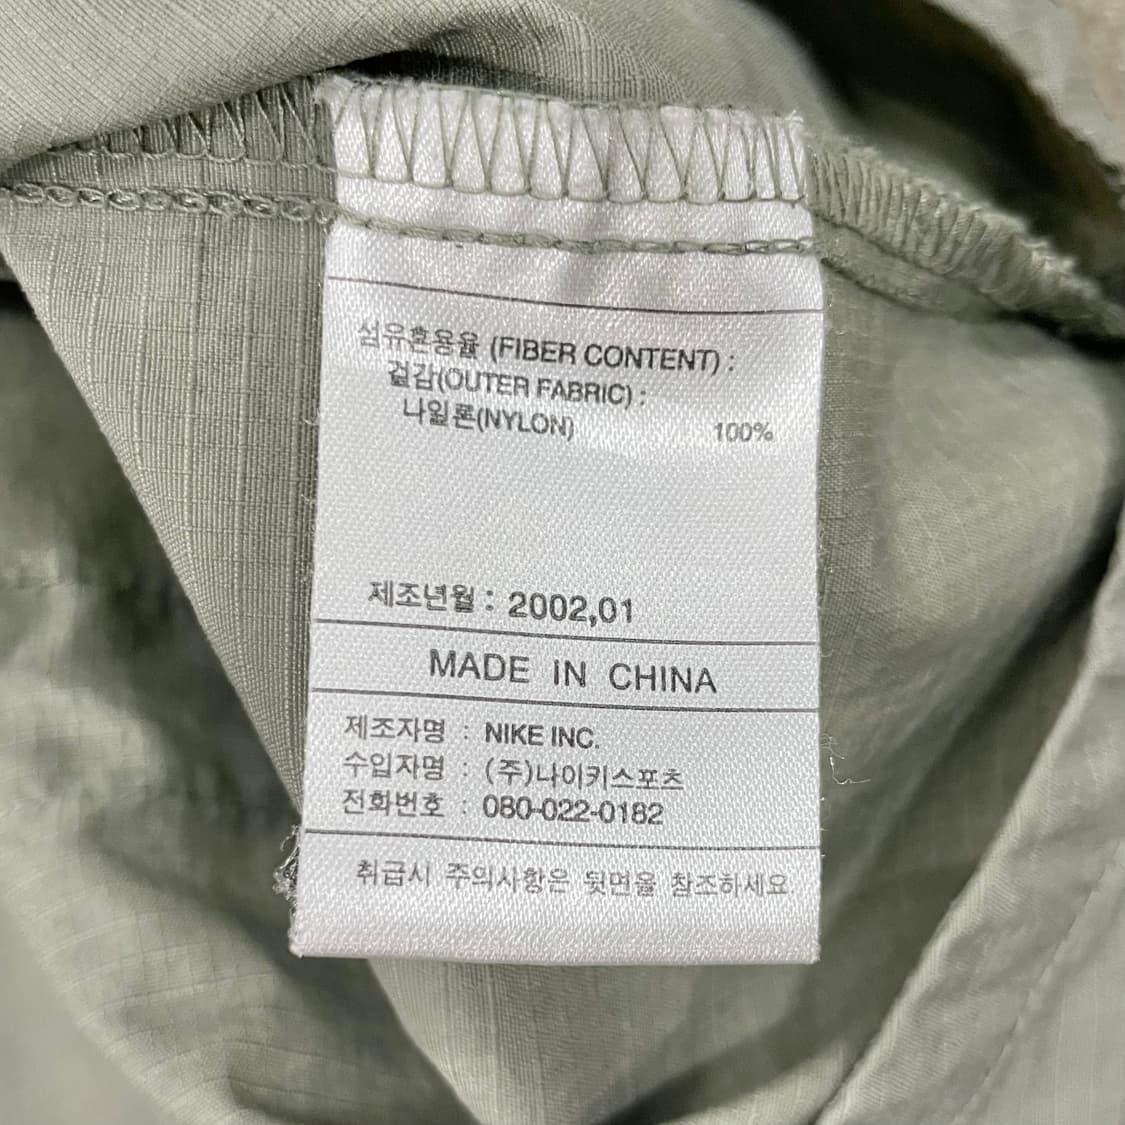 섬유혼용율 (FIBER CONTENT) :
겉감(OUTER FABRIC) :
나일론(NYLON) 100%
제조년월 : 2002,01
MADE IN CHINA
제조자명 : NIKE INC.
수입자명 : (주)나이키스포츠
전화번호 : 080-022-0182
취급시 주의사항은 뒷면을 참조하세요